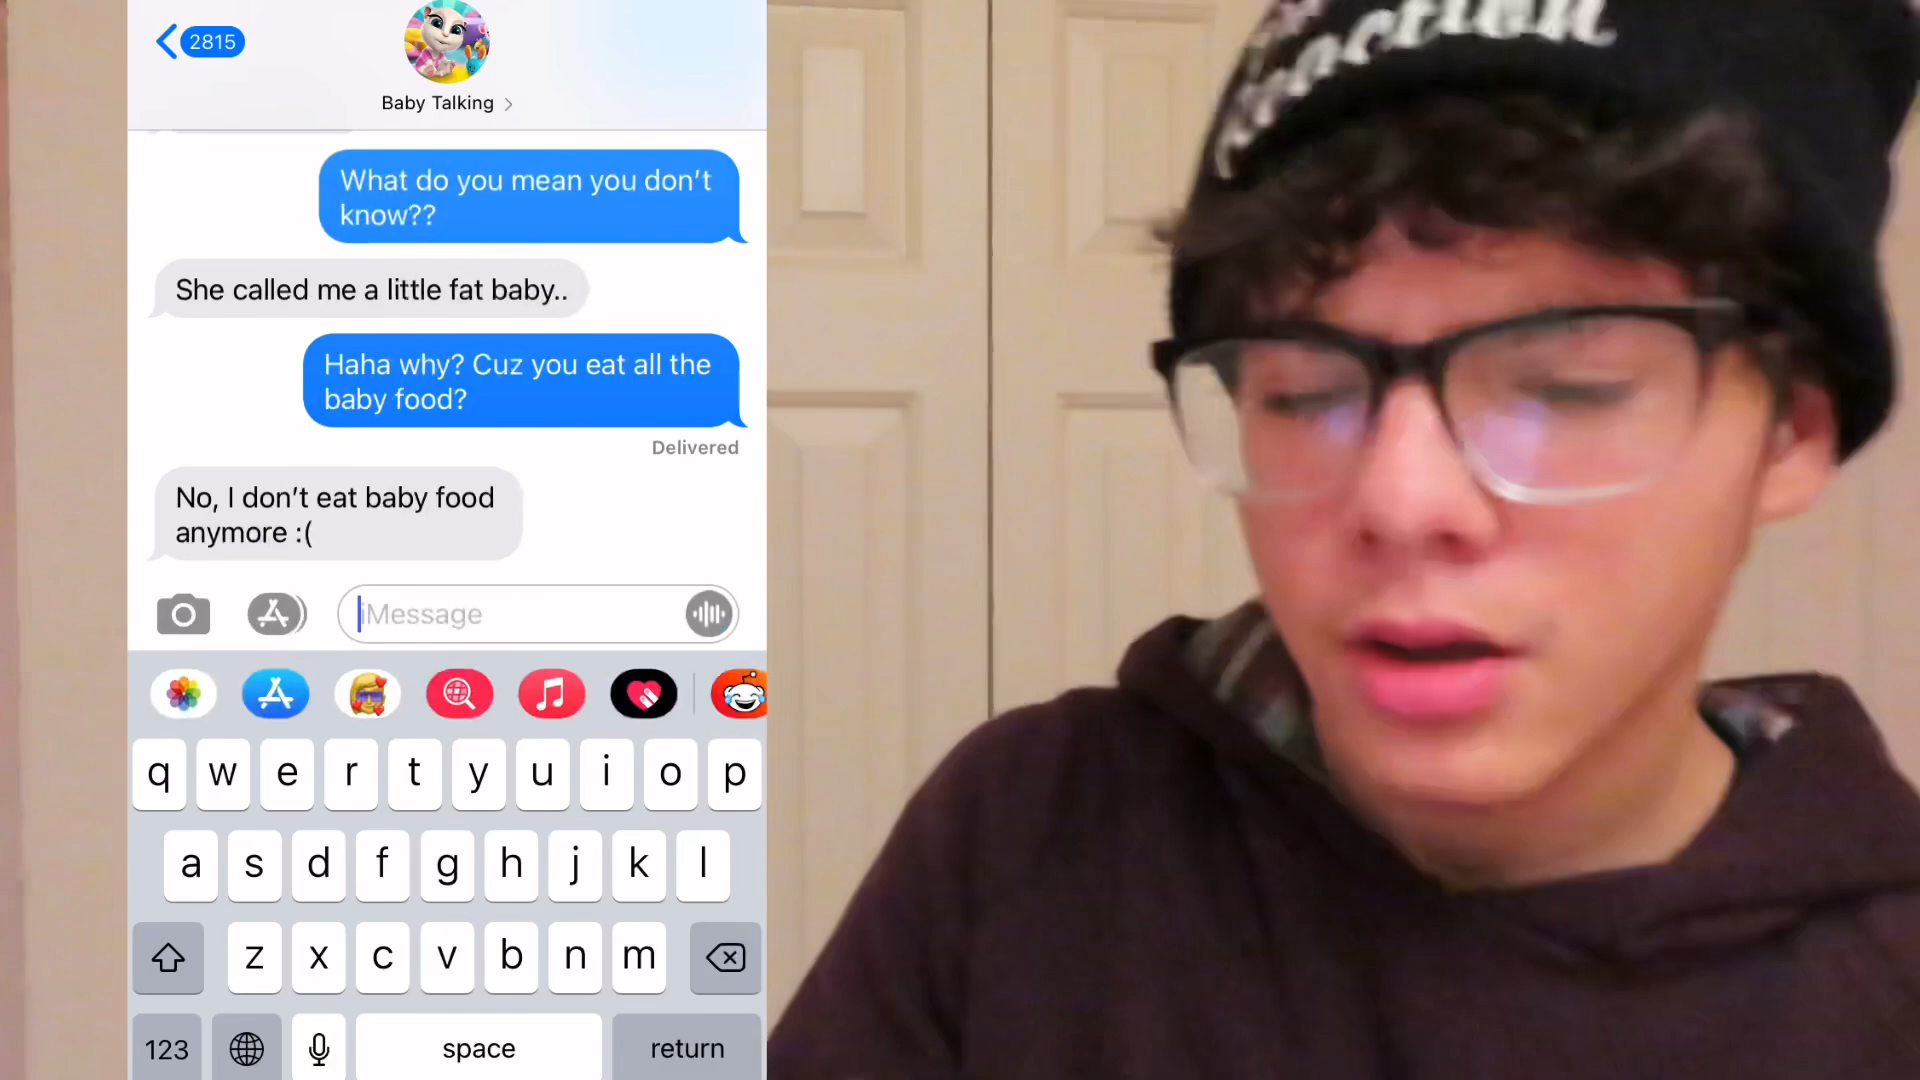 2815
Baby Talking
What do you mean you don't
know??
She called me a little fat baby..
Haha why? Cuz you eat all the
baby food?
Delivered
No, I don't eat baby food
anymore :(
iMessage
q w e r t y u i o p
a s d f g h j k l
z x c v b n m
123 space return